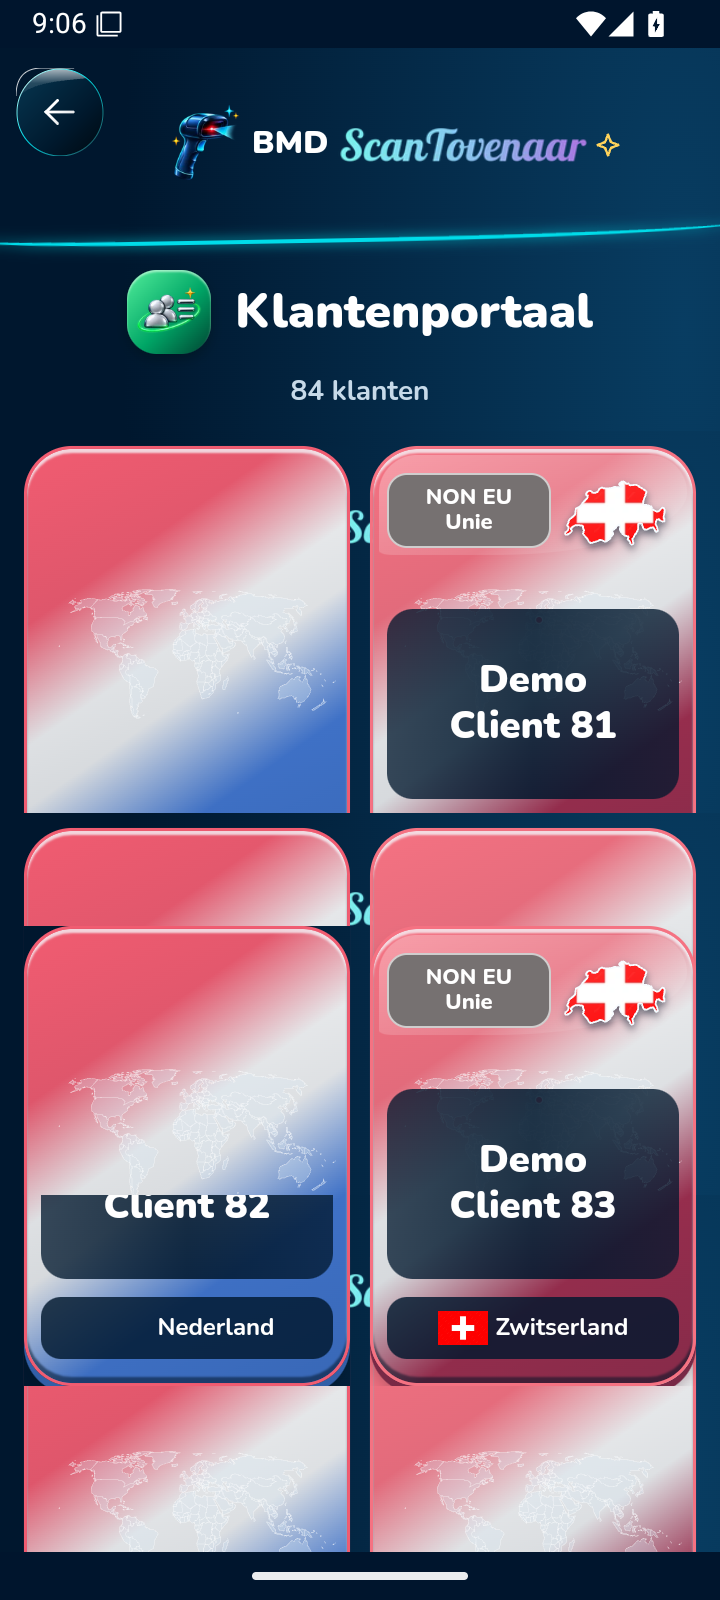 9:06
BMD ScanTovenaar
Klantenportaal
84 klanten
NON EU
Unie
Demo
Client 81
NON EU
Unie
Client 82
Demo
Client 83
Nederland
Zwitserland